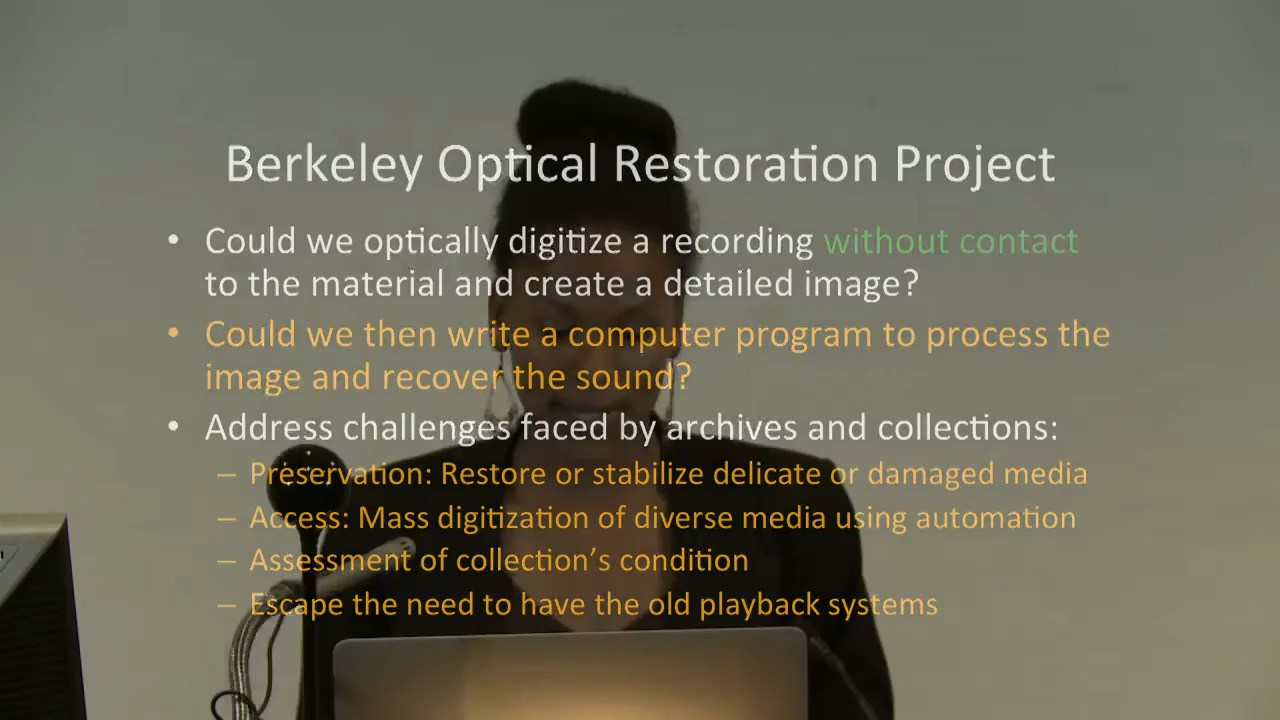 Berkeley Optical Restoration Project
• Could we optically digitize a recording without contact
to the material and create a detailed image?
• Could we then write a computer program to process the
image and recover the sound?
• Address challenges faced by archives and collections:
– Preservation: Restore or stabilize delicate or damaged media
– Access: Mass digitization of diverse media using automation
– Assessment of collection’s condition
– Escape the need to have the old playback systems